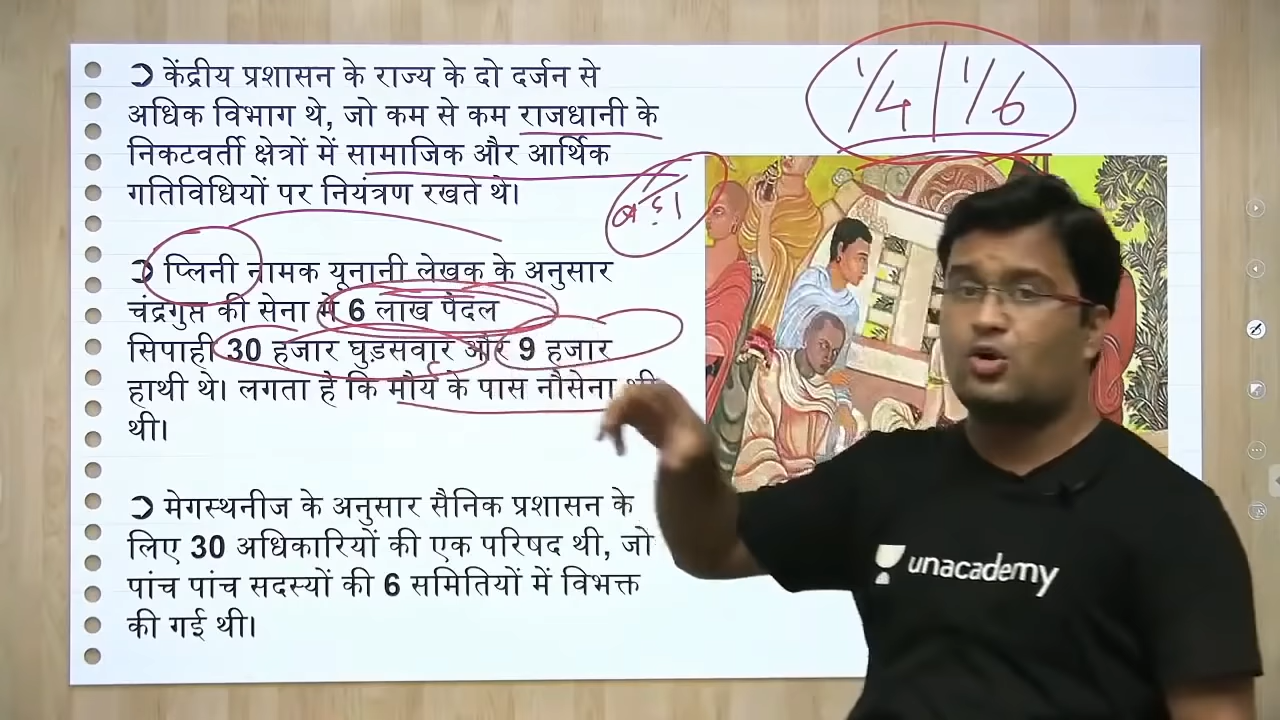 केंद्रीय प्रशासन के राज्य के दो दर्जन से
अधिक विभाग थे, जो कम से कम राजधानी के
निकटवर्ती क्षेत्रों में सामाजिक और आर्थिक
गतिविधियों पर नियंत्रण रखते थे।
प्लिनी नामक यूनानी लेखक के अनुसार
चंद्रगुप्त की सेना में 6 लाख पैदल
सिपाही 30 हजार घुड़सवार और 9 हजार
हाथी थे। लगता है कि मौर्य के पास नौसेना थी
थी।
मेगस्थनीज के अनुसार सैनिक प्रशासन के
लिए 30 अधिकारियों की एक परिषद थी, जो
पांच पांच सदस्यों की 6 समितियों में विभक्त
की गई थी।
1/4 | 1/6
unacademy